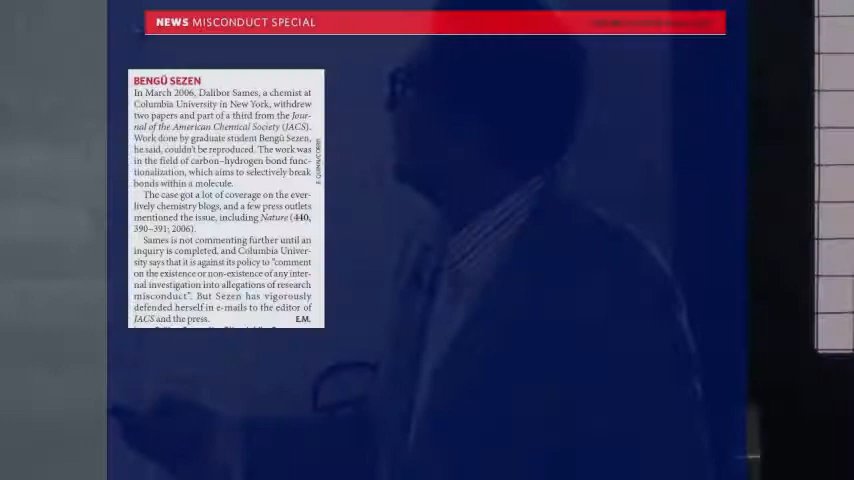 NEWS MISCONDUCT SPECIAL
BENGÜ SEZEN
In March 2006, Dalibor Sames, a chemist at
Columbia University in New York, withdrew
two papers and part of a third from the Jour-
nal of the American Chemical Society (JACS).
Work done by graduate student Bengü Sezen,
he said, couldn't be reproduced. The work was
in the field of carbon–hydrogen bond func-
tionalization, which aims to selectively break
bonds within a molecule.
The case got a lot of coverage on the ever-
lively chemistry blogs, and a few press outlets
mentioned the issue, including Nature (440,
390–391; 2006).
Sames is not commenting further until an
inquiry is completed, and Columbia Univer-
sity says that it is against its policy to "comment
on the existence or non-existence of any inter-
nal investigation into allegations of research
misconduct". But Sezen has vigorously
defended herself in e-mails to the editor of
JACS and the press. E.M.